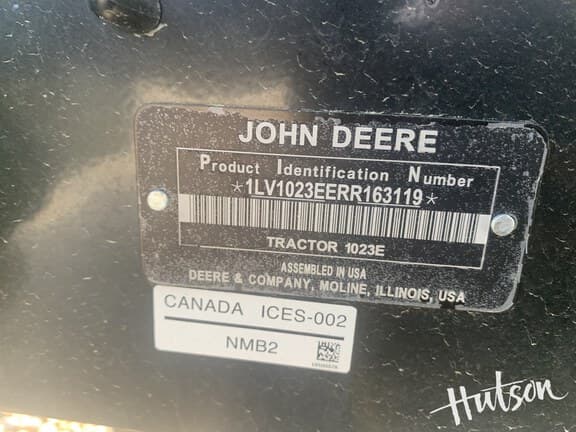 JOHN DEERE
Product Identification Number
*1LV1023EERR163119*
TRACTOR 1023E
ASSEMBLED IN USA
DEERE & COMPANY, MOLINE, ILLINOIS, USA
CANADA ICES-002
NMB2
Hutson